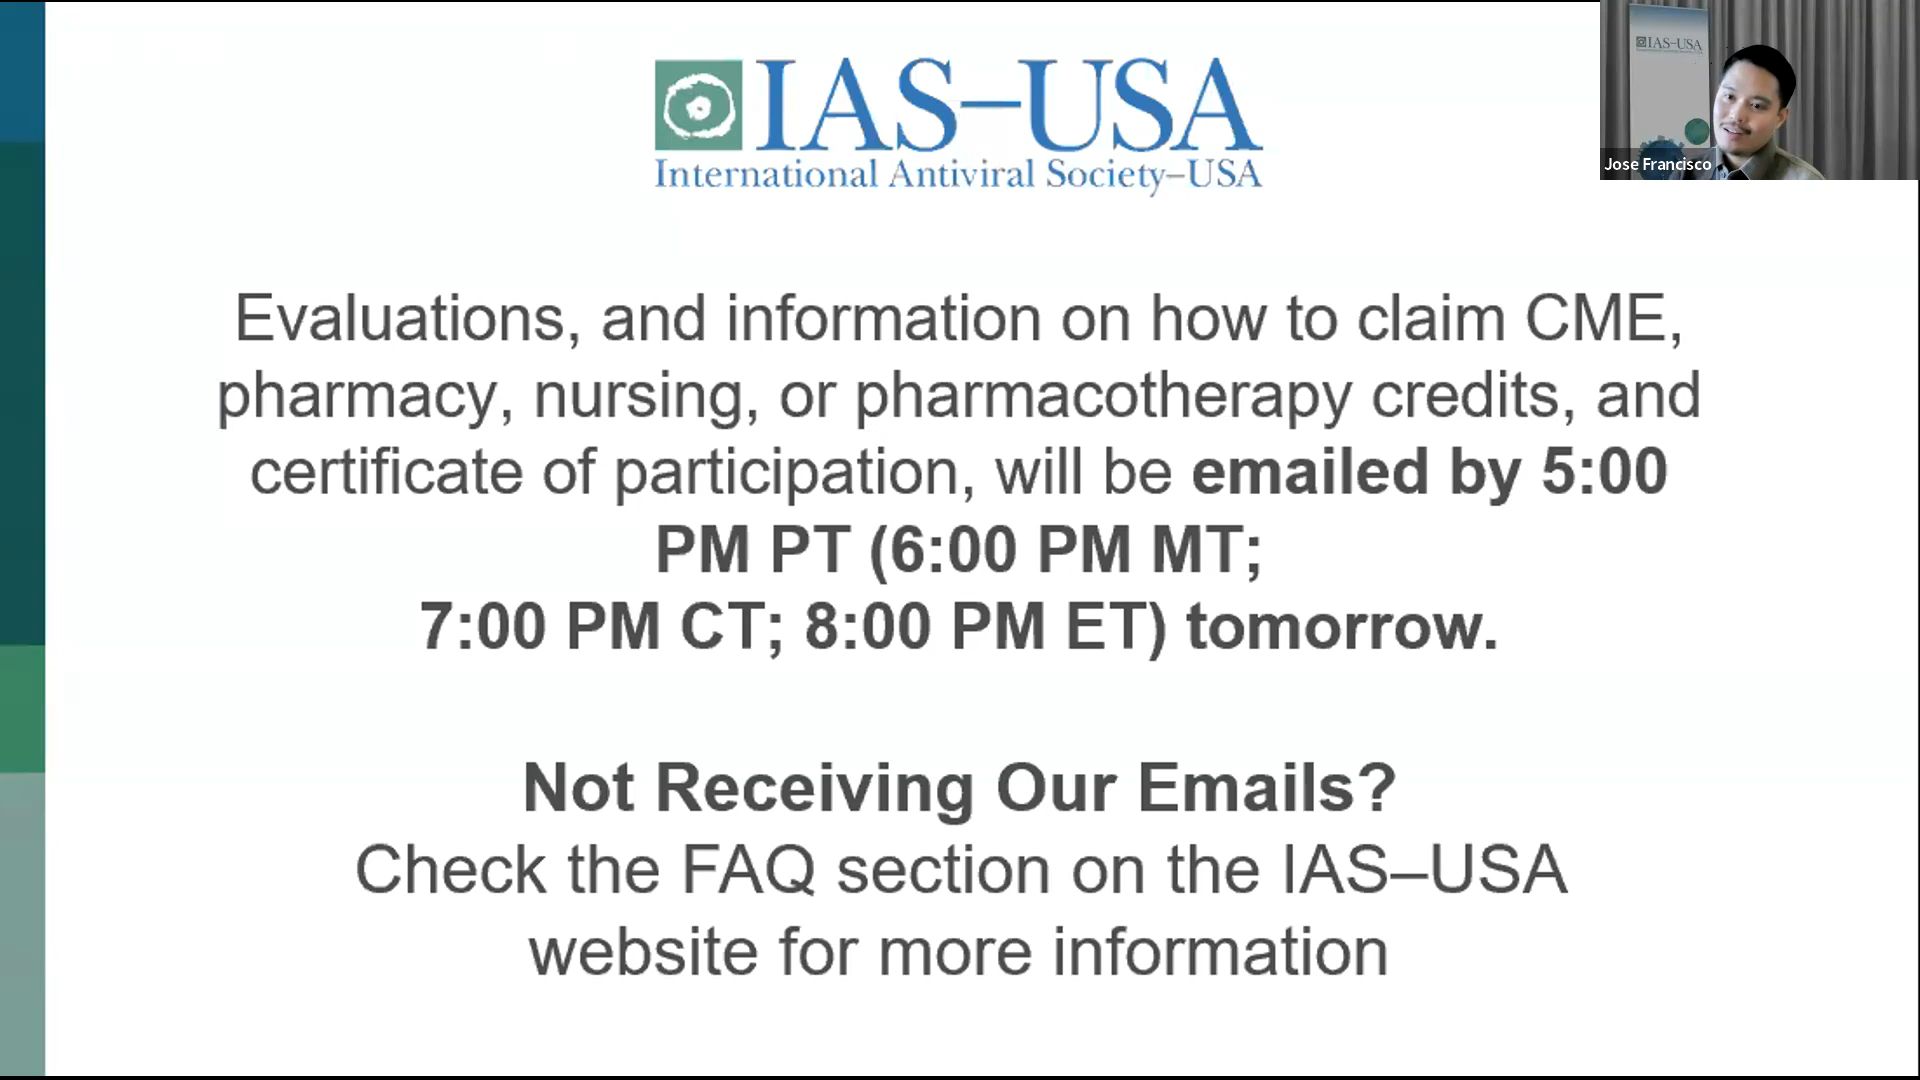 IAS–USA
International Antiviral Society–USA
IAS–USA
Jose Francisco
Evaluations, and information on how to claim CME,
pharmacy, nursing, or pharmacotherapy credits, and
certificate of participation, will be emailed by 5:00
PM PT (6:00 PM MT;
7:00 PM CT; 8:00 PM ET) tomorrow.
Not Receiving Our Emails?
Check the FAQ section on the IAS–USA
website for more information